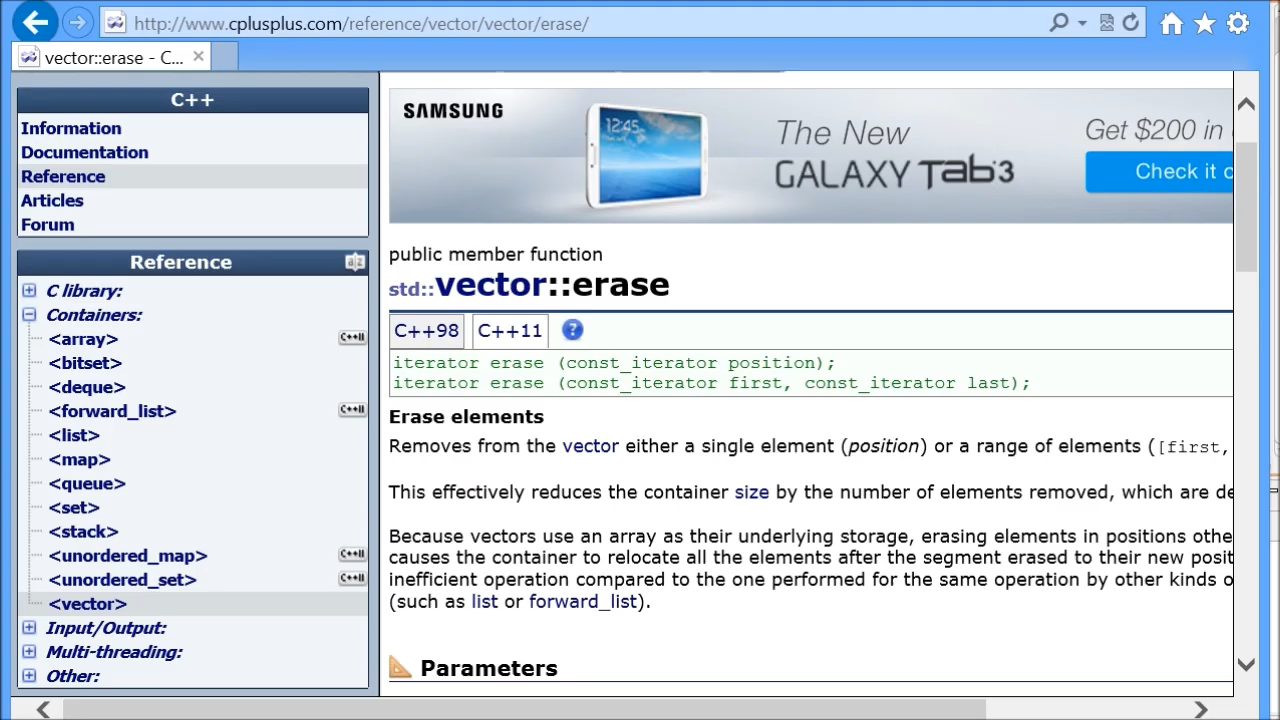 http://www.cplusplus.com/reference/vector/vector/erase/
vector::erase - C...
C++
Information
Documentation
Reference
Articles
Forum
Reference
C library:
Containers:
<array>
C++11
<bitset>
<deque>
<forward_list>
C++11
<list>
<map>
<queue>
<set>
<stack>
<unordered_map>
C++11
<unordered_set>
C++11
<vector>
Input/Output:
Multi-threading:
Other:
SAMSUNG
12:45
The New
GALAXY Tab3
Get $200 in
Check it
public member function
std::vector::erase
C++98 C++11 ?
iterator erase (const_iterator position);
iterator erase (const_iterator first, const_iterator last);
Erase elements
Removes from the vector either a single element (position) or a range of elements ([first,
This effectively reduces the container size by the number of elements removed, which are de
Because vectors use an array as their underlying storage, erasing elements in positions othe
causes the container to relocate all the elements after the segment erased to their new posit
inefficient operation compared to the one performed for the same operation by other kinds o
(such as list or forward_list).
Parameters